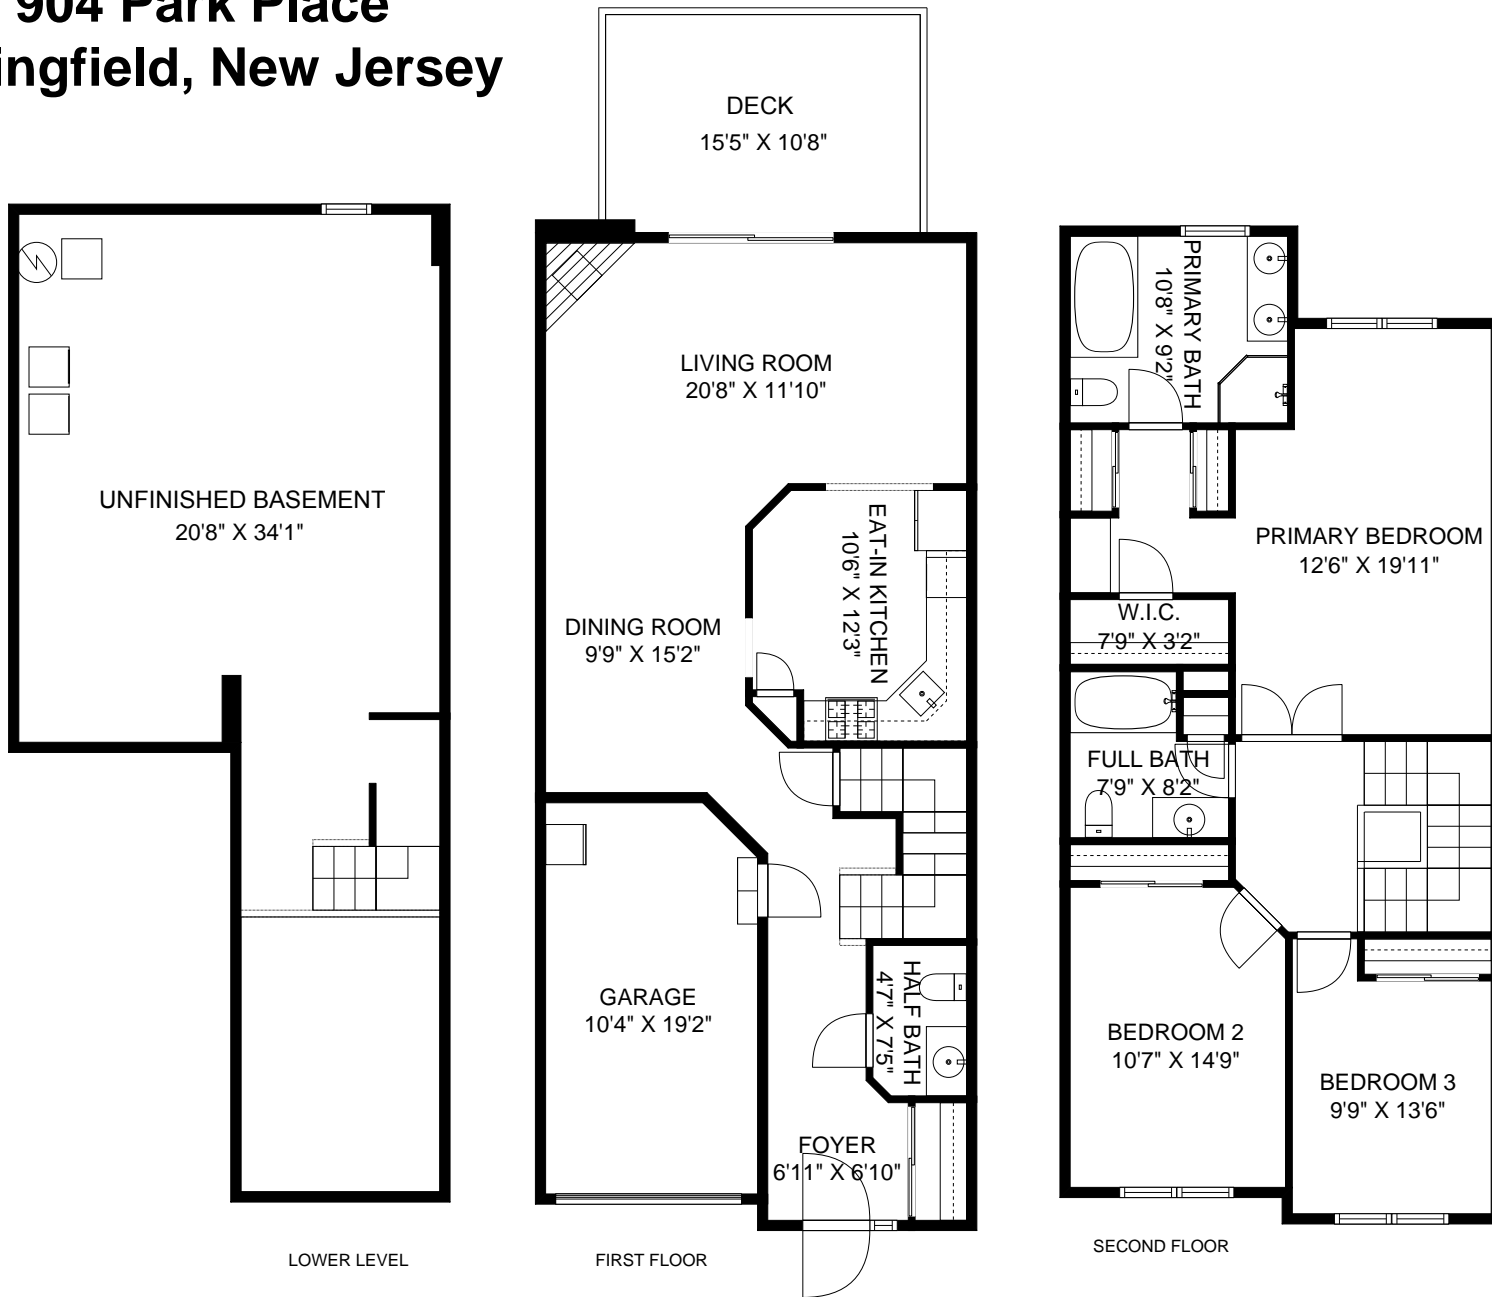 904 Park Place
ingfield, New Jersey
DECK
15'5" X 10'8"
LIVING ROOM
20'8" X 11'10"
EAT-IN KITCHEN
10'6" X 12'3"
DINING ROOM
9'9" X 15'2"
GARAGE
10'4" X 19'2"
HALF BATH
4'7" X 7'5"
FOYER
6'11" X 6'10"
UNFINISHED BASEMENT
20'8" X 34'1"
PRIMARY BATH
10'8" X 9'2"
PRIMARY BEDROOM
12'6" X 19'11"
W.I.C.
7'9" X 3'2"
FULL BATH
7'9" X 8'2"
BEDROOM 2
10'7" X 14'9"
BEDROOM 3
9'9" X 13'6"
LOWER LEVEL
FIRST FLOOR
SECOND FLOOR